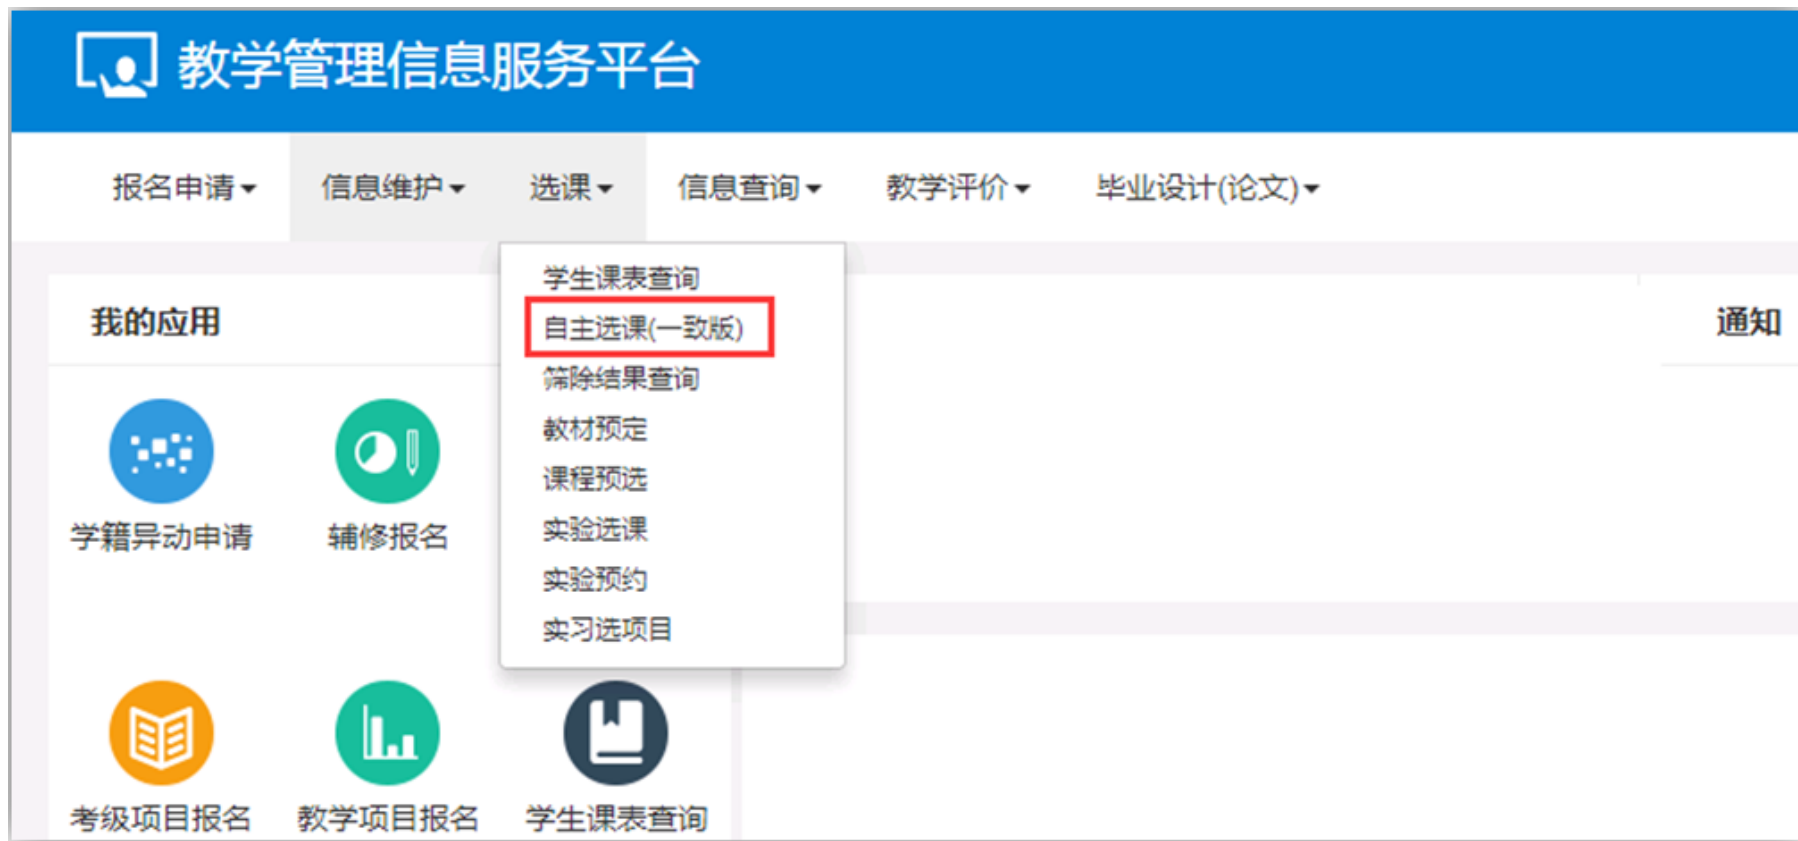 教学管理信息服务平台
报名申请 信息维护 选课 信息查询 教学评价 毕业设计(论文)
学生课表查询
自主选课(一致版)
筛除结果查询
教材预定
课程预选
实验选课
实验预约
实习选项目
我的应用
通知
学籍异动申请 辅修报名
考级项目报名 教学项目报名 学生课表查询